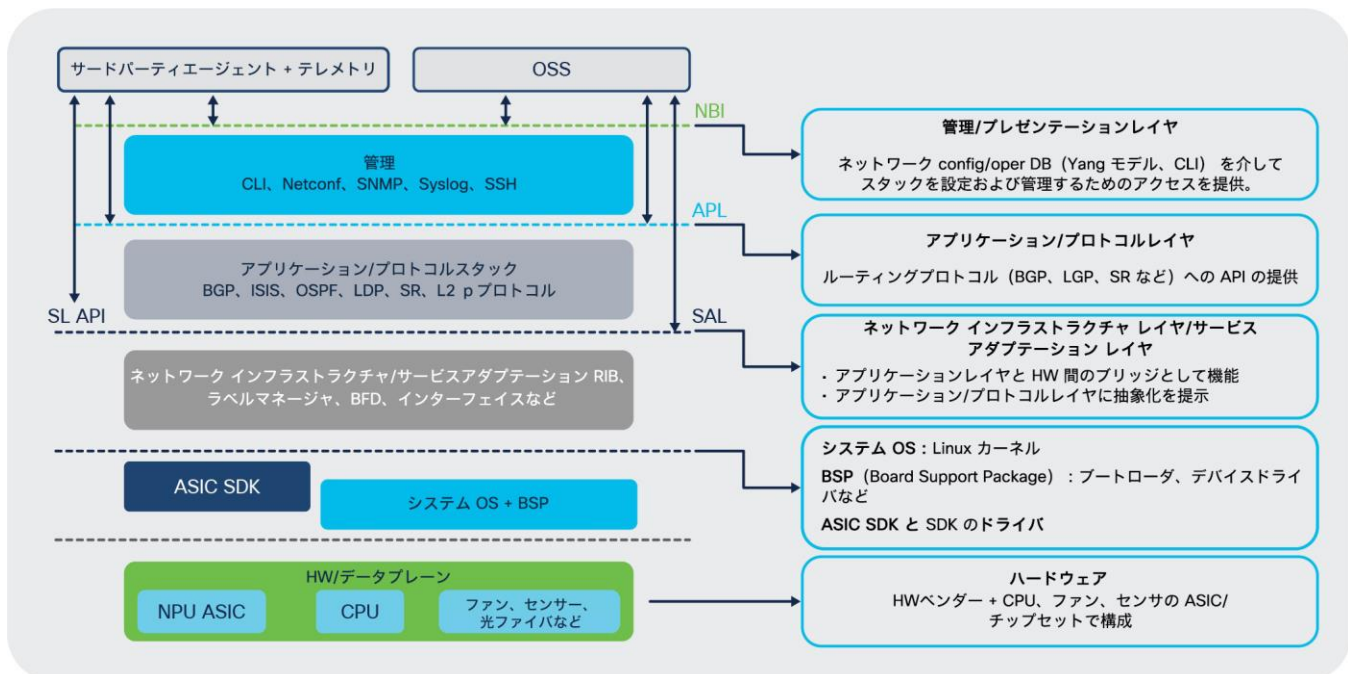 サードパーティエージェント + テレメトリ
OSS
NBI
管理
CLI、Netconf、SNMP、Syslog、SSH
APL
アプリケーション/プロトコルスタック
BGP、ISIS、OSPF、LDP、SR、L2 p プロトコル
SL API
SAL
ネットワーク インフラストラクチャ/サービスアダプテーション RIB、
ラベルマネージャ、BFD、インターフェイスなど
ASIC SDK
システム OS + BSP
HW/データプレーン
NPU ASIC
CPU
ファン、センサー、
光ファイバなど
管理/プレゼンテーションレイヤ
ネットワーク config/oper DB（Yang モデル、CLI） を介して
スタックを設定および管理するためのアクセスを提供。
アプリケーション/プロトコルレイヤ
ルーティングプロトコル（BGP、LGP、SR など）への API の提供
ネットワーク インフラストラクチャ レイヤ/サービス
アダプテーション レイヤ
・アプリケーションレイヤと HW 間のブリッジとして機能
・アプリケーション/プロトコルレイヤに抽象化を提示
システム OS：Linux カーネル
BSP（Board Support Package）：ブートローダ、デバイスドライ
バなど
ASIC SDK と SDK のドライバ
ハードウェア
HWベンダー + CPU、ファン、センサの ASIC/
チップセットで構成